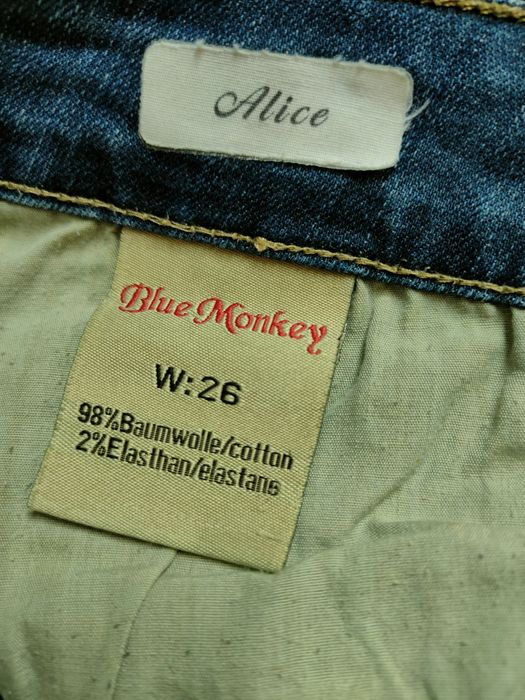 Alice
Blue Monkey
W:26
98%Baumwolle/cotton
2%Elasthan/elastane